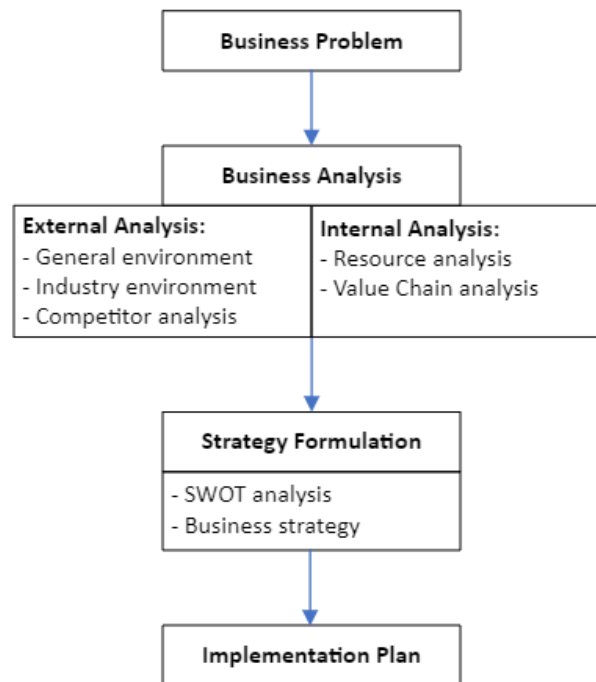 Business Problem
Business Analysis
External Analysis:
- General environment
- Industry environment
- Competitor analysis
Internal Analysis:
- Resource analysis
- Value Chain analysis
Strategy Formulation
- SWOT analysis
- Business strategy
Implementation Plan